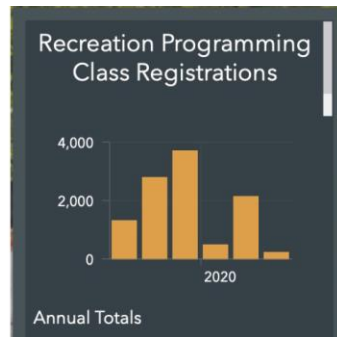 Recreation Programming
Class Registrations
4,000
2,000
0
2020
Annual Totals